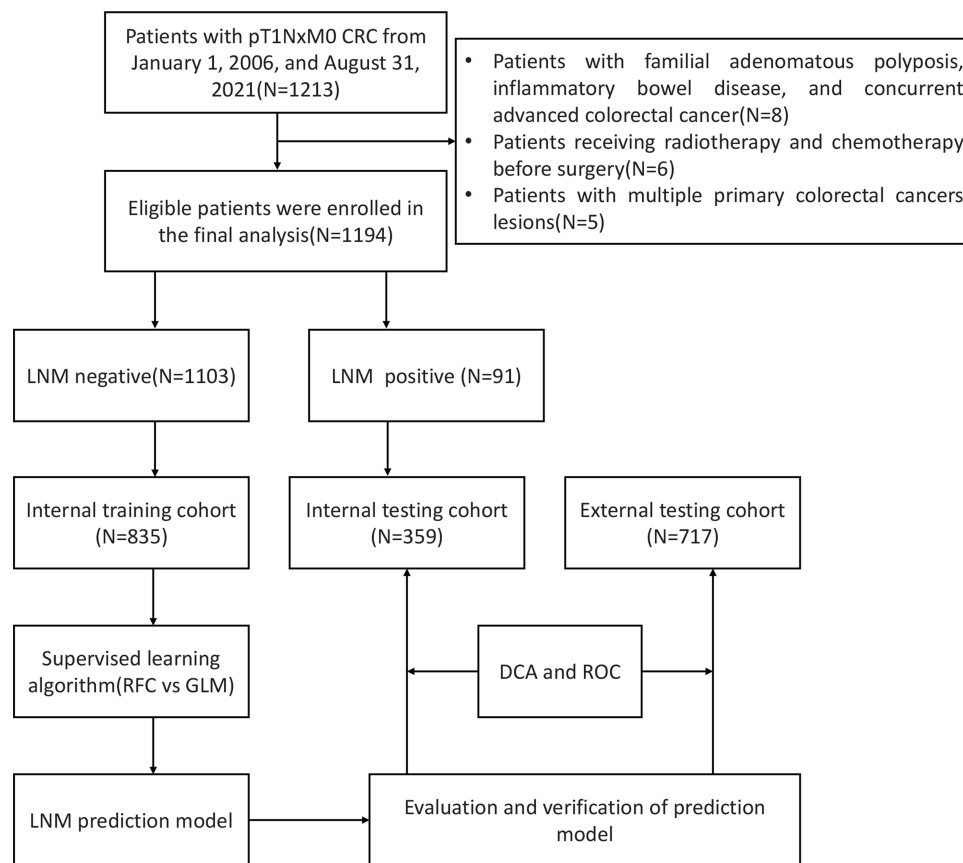 Patients with pT1NxM0 CRC from
January 1, 2006, and August 31,
2021(N=1213)
• Patients with familial adenomatous polyposis,
inflammatory bowel disease, and concurrent
advanced colorectal cancer(N=8)
• Patients receiving radiotherapy and chemotherapy
before surgery(N=6)
• Patients with multiple primary colorectal cancers
lesions(N=5)
Eligible patients were enrolled in
the final analysis(N=1194)
LNM negative(N=1103)
LNM positive (N=91)
Internal training cohort
(N=835)
Internal testing cohort
(N=359)
External testing cohort
(N=717)
Supervised learning
algorithm(RFC vs GLM)
DCA and ROC
LNM prediction model
Evaluation and verification of prediction
model